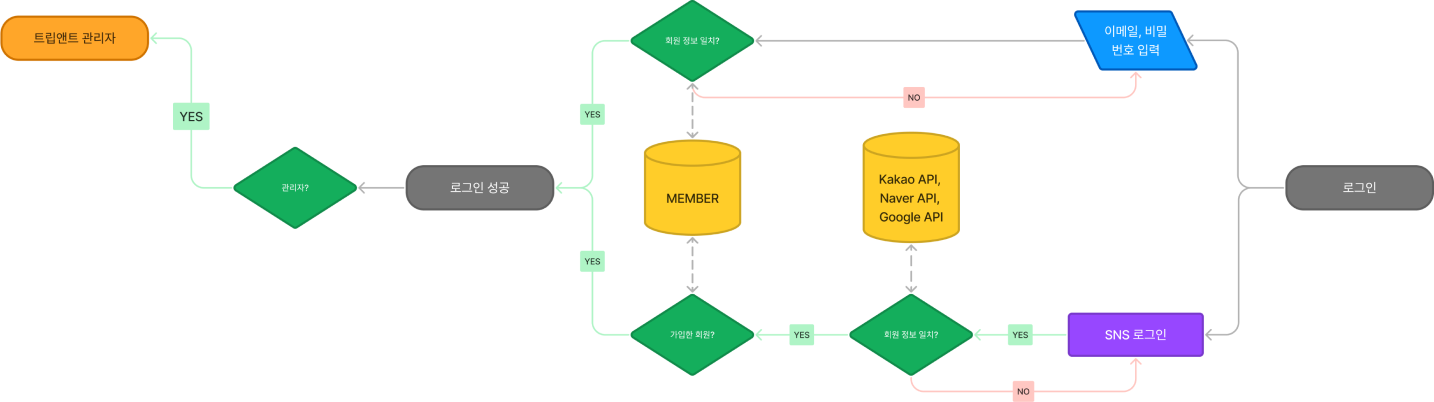 트립앤트 관리자
회원 정보 일치?
이메일, 비밀
번호 입력
NO
YES
YES
관리자?
로그인 성공
MEMBER
Kakao API,
Naver API,
Google API
로그인
YES
가입한 회원?
YES
회원 정보 일치?
YES
SNS 로그인
NO